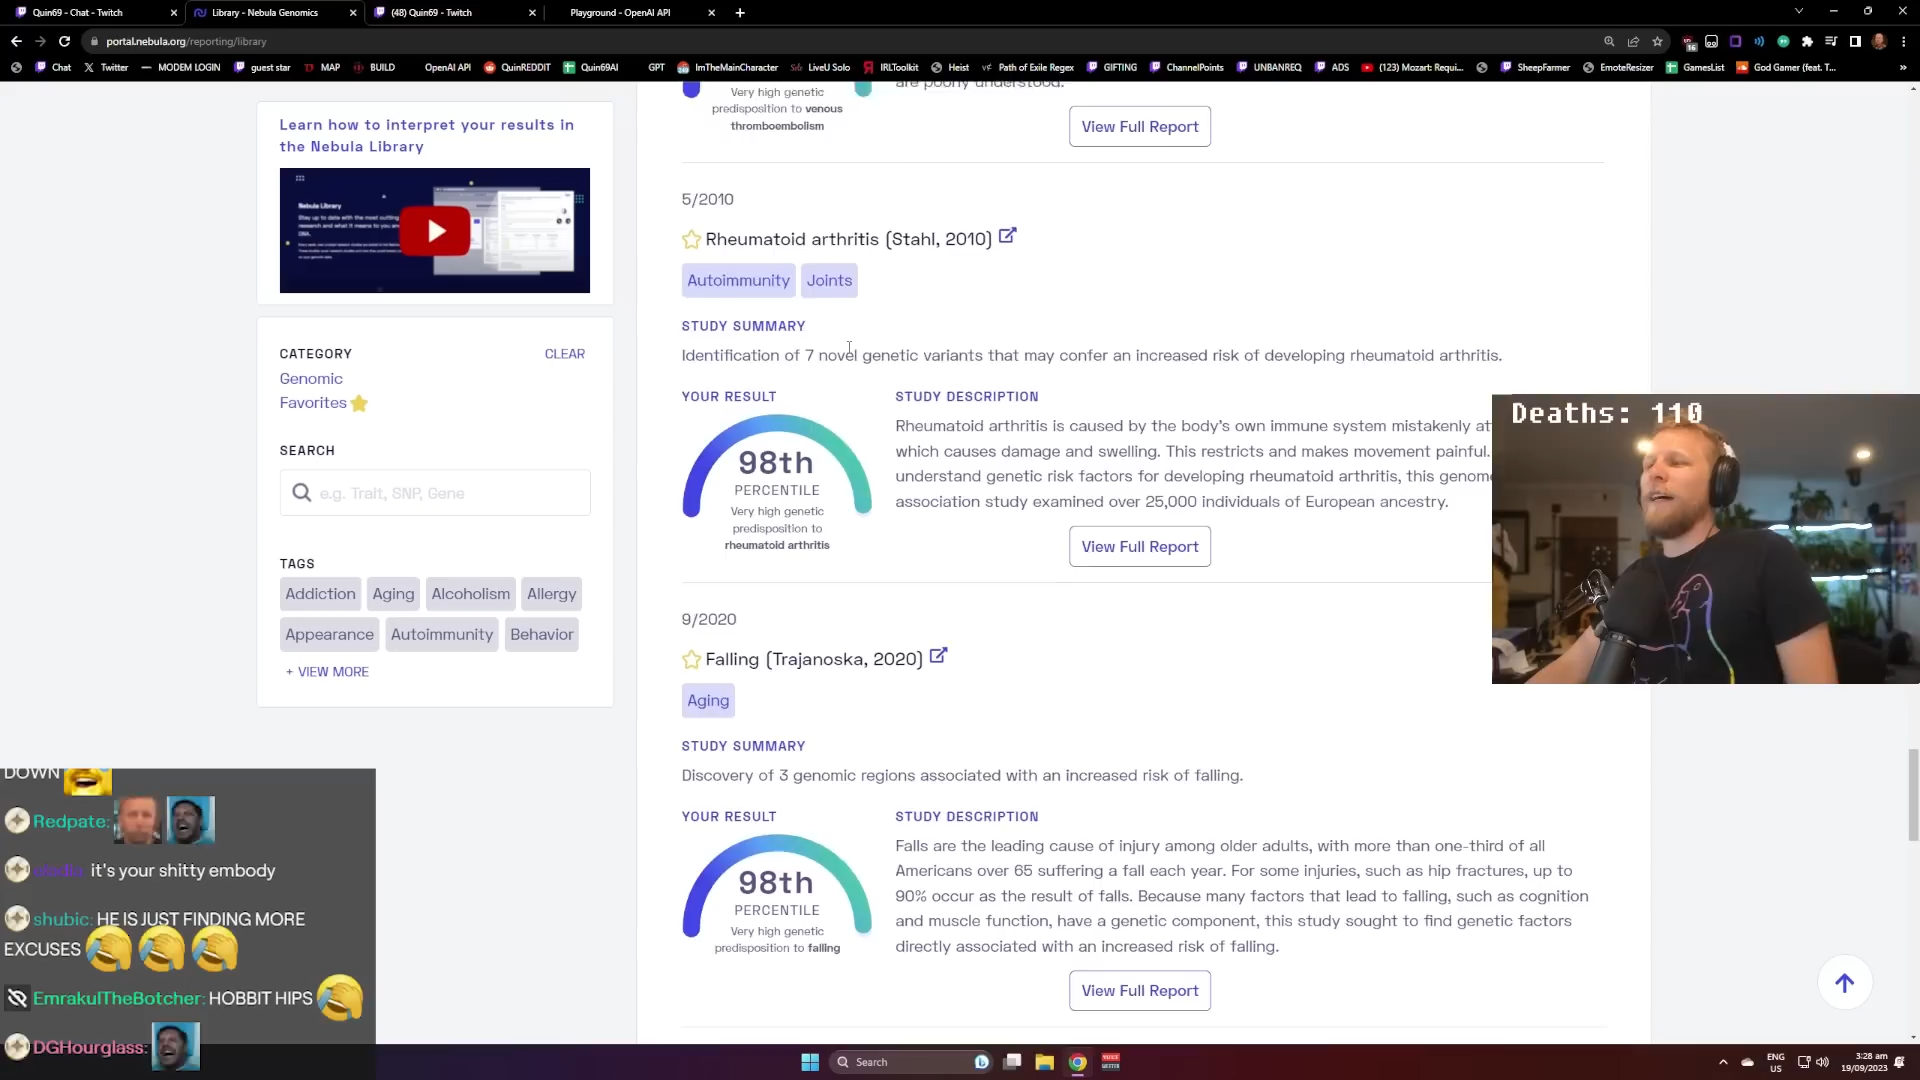 Quin69 - Chat - Twitch
Library - Nebula Genomics
(48) Quin69 - Twitch
Playground - OpenAI API
portal.nebula.org/reporting/library
Chat Twitter MODEM LOGIN guest star MAP BUILD OpenAI API QuinREDDIT Quin69AI GPT ImTheMainCharacter LiveU Solo IRLToolkit Heist Path of Exile Regex GIFTING ChannelPoints UNBANREQ ADS (123) Mozart: Requi... SheepFarmer EmoteResizer GamesList God Gamer (feat. T...
Learn how to interpret your results in
the Nebula Library
Nebula Library
CATEGORY
CLEAR
Genomic
Favorites
SEARCH
e.g. Trait, SNP, Gene
TAGS
Addiction Aging Alcoholism Allergy
Appearance Autoimmunity Behavior
+ VIEW MORE
Very high genetic
predisposition to venous
thromboembolism
are poorly understood.
View Full Report
5/2010
Rheumatoid arthritis (Stahl, 2010)
Autoimmunity Joints
STUDY SUMMARY
Identification of 7 novel genetic variants that may confer an increased risk of developing rheumatoid arthritis.
YOUR RESULT
98th
PERCENTILE
Very high genetic
predisposition to
rheumatoid arthritis
STUDY DESCRIPTION
Rheumatoid arthritis is caused by the body's own immune system mistakenly at
which causes damage and swelling. This restricts and makes movement painful.
understand genetic risk factors for developing rheumatoid arthritis, this genom
association study examined over 25,000 individuals of European ancestry.
View Full Report
Deaths: 110
9/2020
Falling (Trajanoska, 2020)
Aging
STUDY SUMMARY
Discovery of 3 genomic regions associated with an increased risk of falling.
YOUR RESULT
98th
PERCENTILE
Very high genetic
predisposition to falling
STUDY DESCRIPTION
Falls are the leading cause of injury among older adults, with more than one-third of all
Americans over 65 suffering a fall each year. For some injuries, such as hip fractures, up to
90% occur as the result of falls. Because many factors that lead to falling, such as cognition
and muscle function, have a genetic component, this study sought to find genetic factors
directly associated with an increased risk of falling.
View Full Report
DOWN
Redpate:
it's your shitty embody
shubic: HE IS JUST FINDING MORE
EXCUSES
EmrakulTheBotcher: HOBBIT HIPS
DGHourglass:
Search
ENG
US
3:28 am
19/09/2023